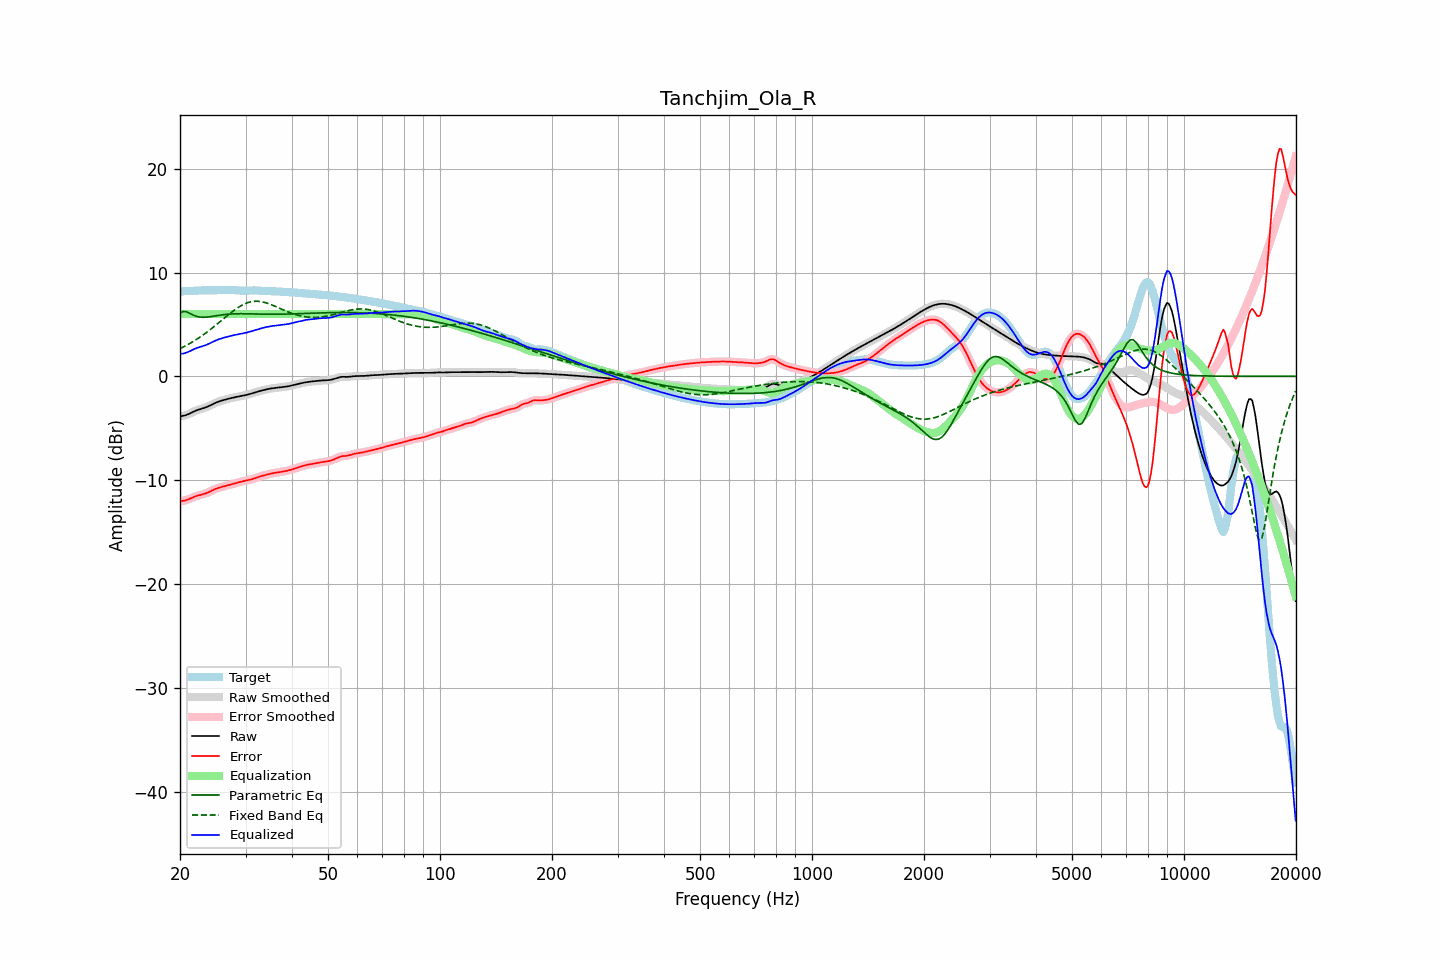 Tanchjim_Ola_R
20
10
0
−10
−20
−30
−40
Amplitude (dBr)
Target
Raw Smoothed
Error Smoothed
Raw
Error
Equalization
Parametric Eq
Fixed Band Eq
Equalized
20 50 100 200 500 1000 2000 5000 10000 20000
Frequency (Hz)